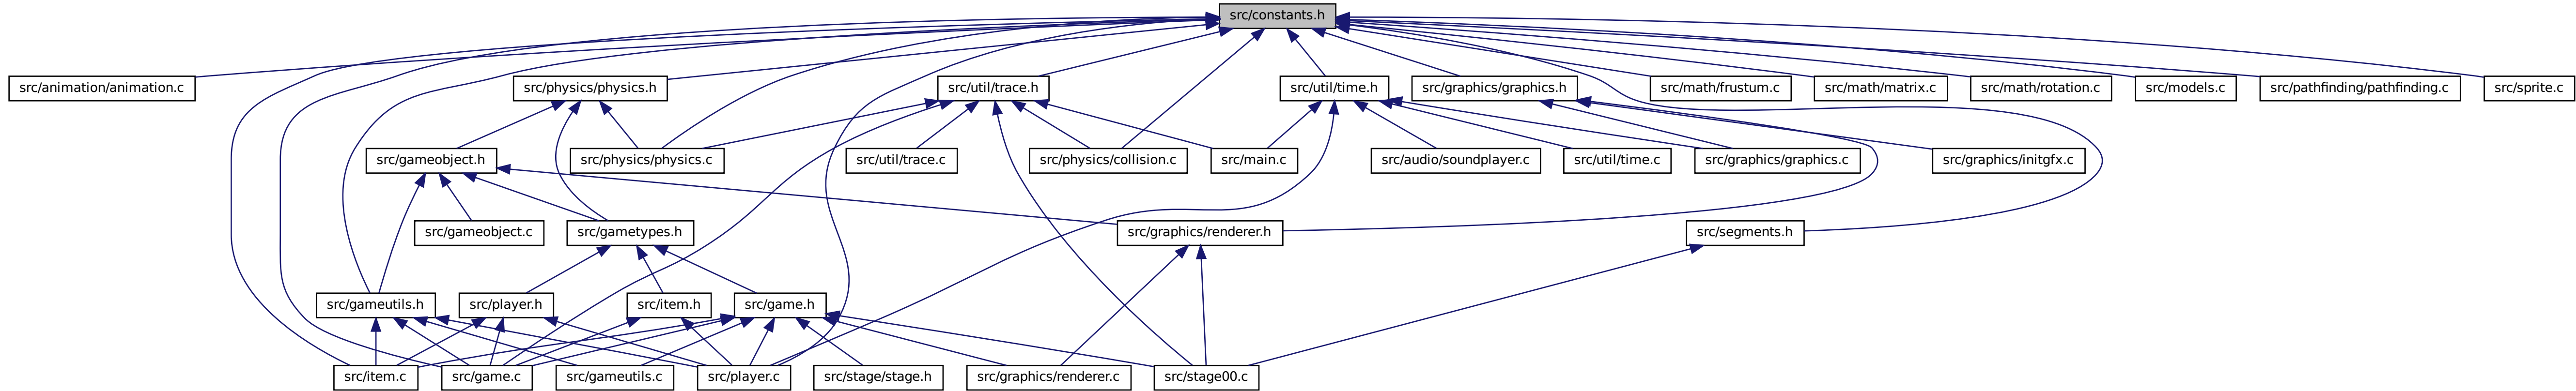 src/constants.h
src/animation/animation.c
src/physics/physics.h
src/util/trace.h
src/util/time.h
src/graphics/graphics.h
src/math/frustum.c
src/math/matrix.c
src/math/rotation.c
src/models.c
src/pathfinding/pathfinding.c
src/sprite.c
src/gameobject.h
src/physics/physics.c
src/util/trace.c
src/physics/collision.c
src/main.c
src/audio/soundplayer.c
src/util/time.c
src/graphics/graphics.c
src/graphics/initgfx.c
src/gameobject.c
src/gametypes.h
src/graphics/renderer.h
src/segments.h
src/gameutils.h
src/player.h
src/item.h
src/game.h
src/item.c
src/game.c
src/gameutils.c
src/player.c
src/stage/stage.h
src/graphics/renderer.c
src/stage00.c